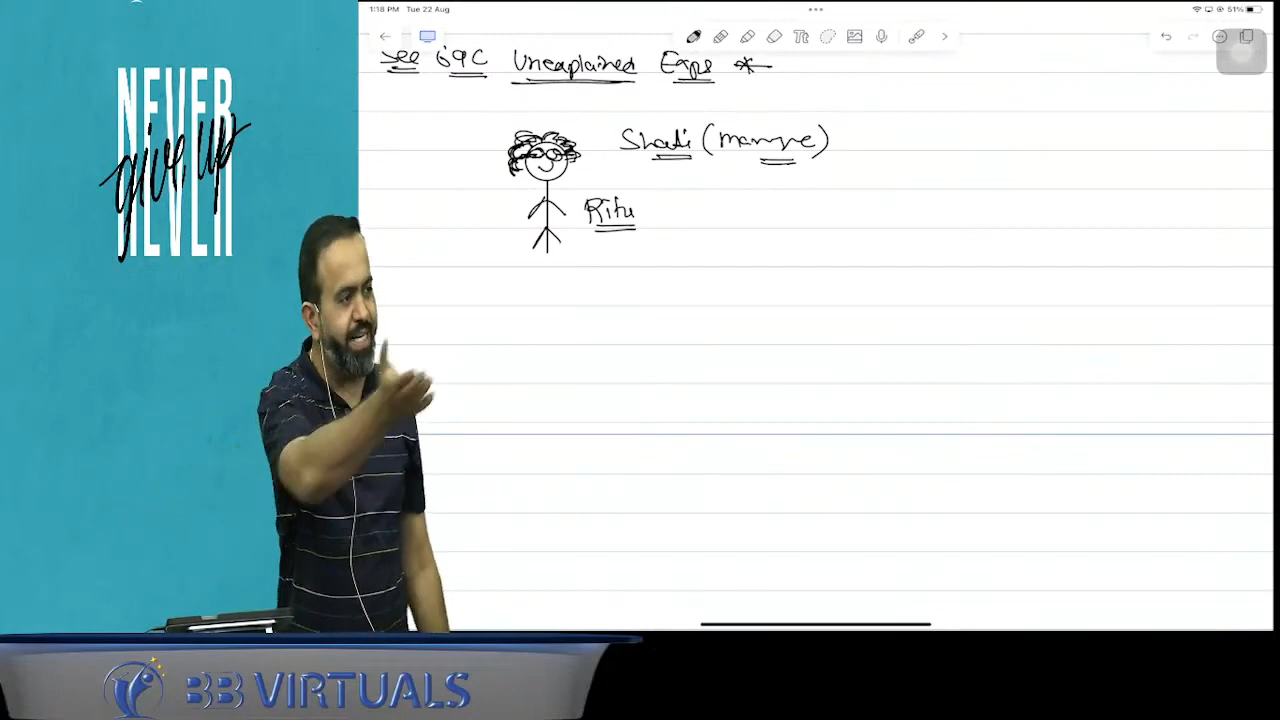 1:18 PM Tue 22 Aug
51%
See 69C Unexplained Exps *
Shadi (Marriage)
Ritu
NEVER
give up
NEVER
BB VIRTUALS